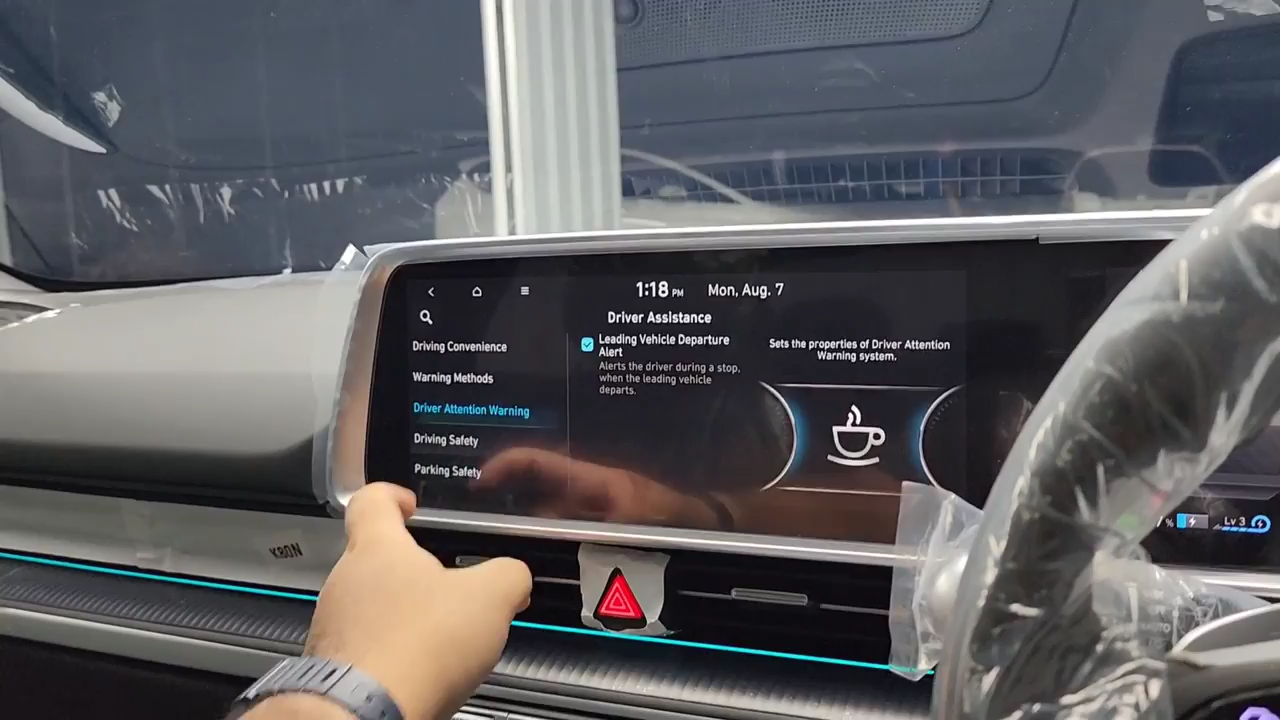 1:18 PM Mon, Aug. 7
Driver Assistance
Driving Convenience
Warning Methods
Driver Attention Warning
Driving Safety
Parking Safety
Leading Vehicle Departure
Alert
Alerts the driver during a stop,
when the leading vehicle
departs.
Sets the properties of Driver Attention
Warning system.
/ %
Lv 3
K80N